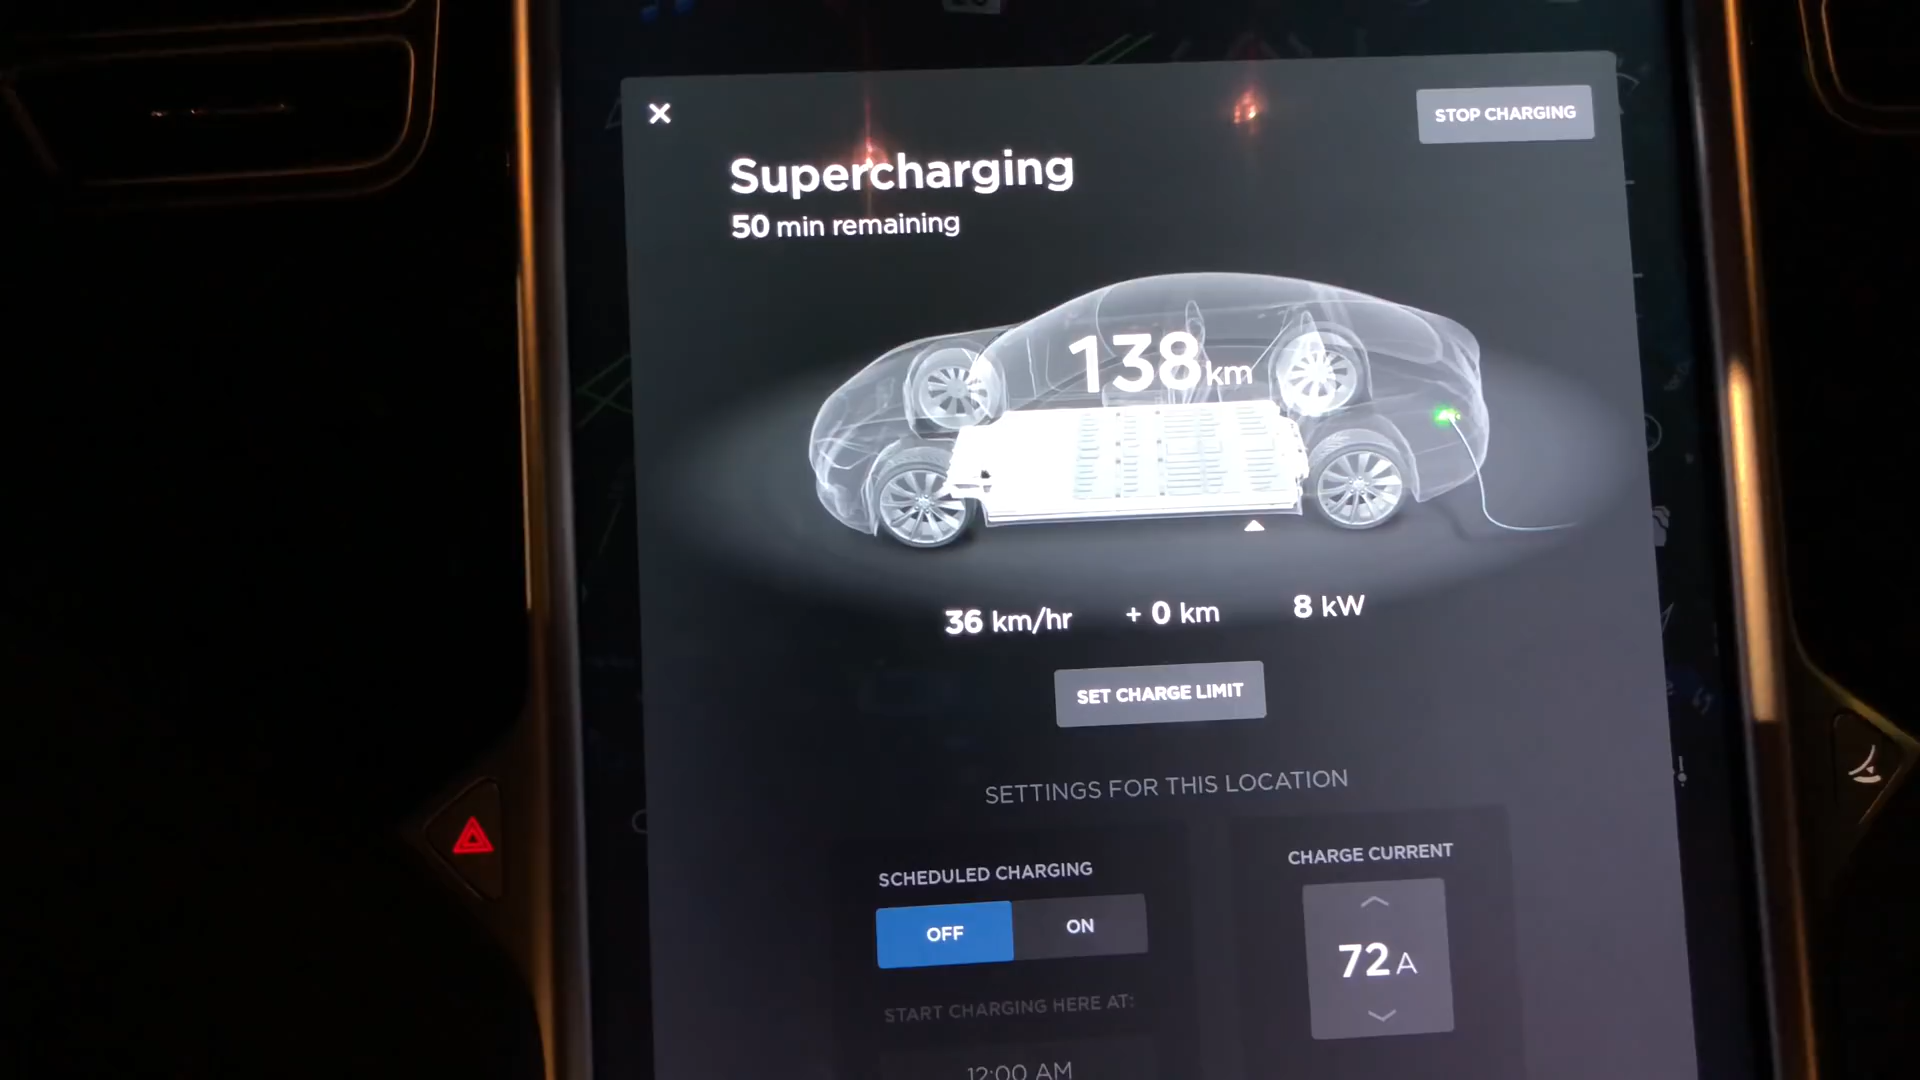 STOP CHARGING
Supercharging
50 min remaining
138 km
36 km/hr + 0 km 8 kW
SET CHARGE LIMIT
SETTINGS FOR THIS LOCATION
SCHEDULED CHARGING
OFF ON
START CHARGING HERE AT:
12:00 AM
CHARGE CURRENT
72 A